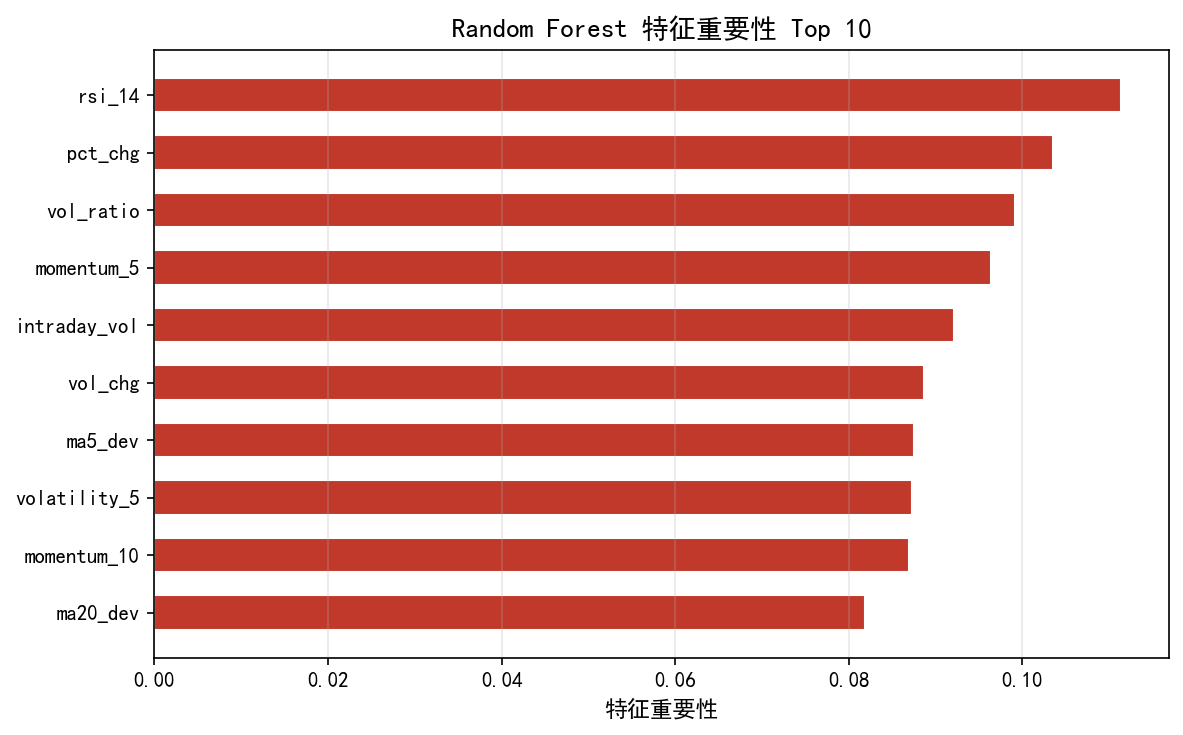 Random Forest 特征重要性 Top 10
rsi_14
pct_chg
vol_ratio
momentum_5
intraday_vol
vol_chg
ma5_dev
volatility_5
momentum_10
ma20_dev
0.00 0.02 0.04 0.06 0.08 0.10
特征重要性